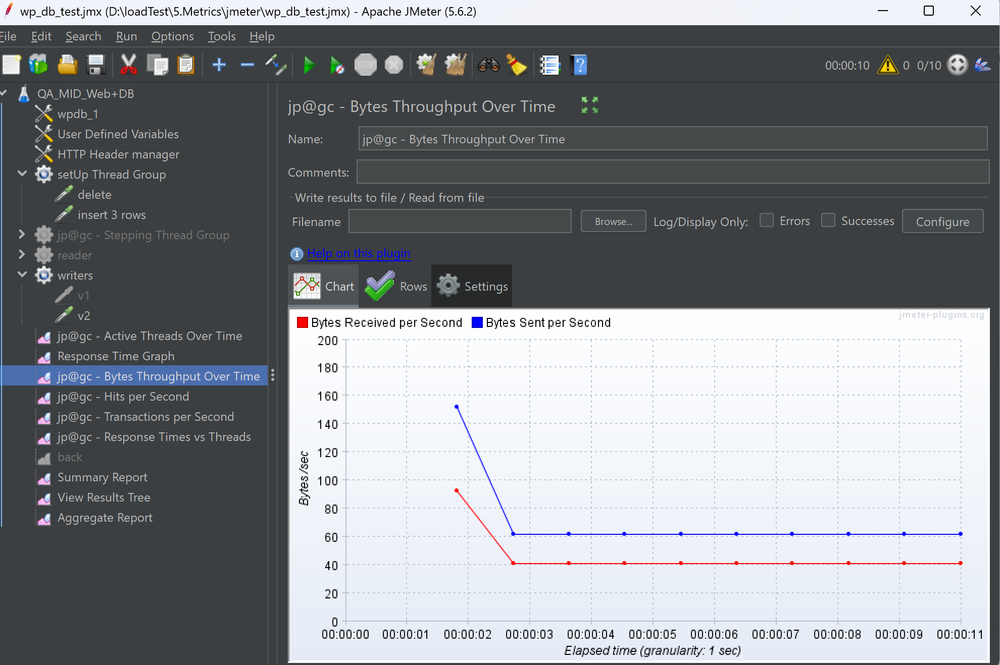 wp_db_test.jmx (D:\loadTest\5.Metrics\jmeter\wp_db_test.jmx) - Apache JMeter (5.6.2)
File Edit Search Run Options Tools Help
STOP 00:00:10 0 0/10
QA_MID_Web+DB
wpdb_1
User Defined Variables
HTTP Header manager
setUp Thread Group
delete
insert 3 rows
jp@gc - Stepping Thread Group
reader
writers
v1
v2
jp@gc - Active Threads Over Time
Response Time Graph
jp@gc - Bytes Throughput Over Time
jp@gc - Hits per Second
jp@gc - Transactions per Second
jp@gc - Response Times vs Threads
back
Summary Report
View Results Tree
Aggregate Report
jp@gc - Bytes Throughput Over Time
Name: jp@gc - Bytes Throughput Over Time
Comments:
Write results to file / Read from file
Filename Browse... Log/Display Only: Errors Successes Configure
Help on this plugin
Chart Rows Settings
jmeter-plugins.org
Bytes Received per Second Bytes Sent per Second
200
180
160
140
120
100
80
60
40
20
0
Bytes /sec
00:00:00 00:00:01 00:00:02 00:00:03 00:00:04 00:00:05 00:00:06 00:00:07 00:00:08 00:00:09 00:00:11
Elapsed time (granularity: 1 sec)